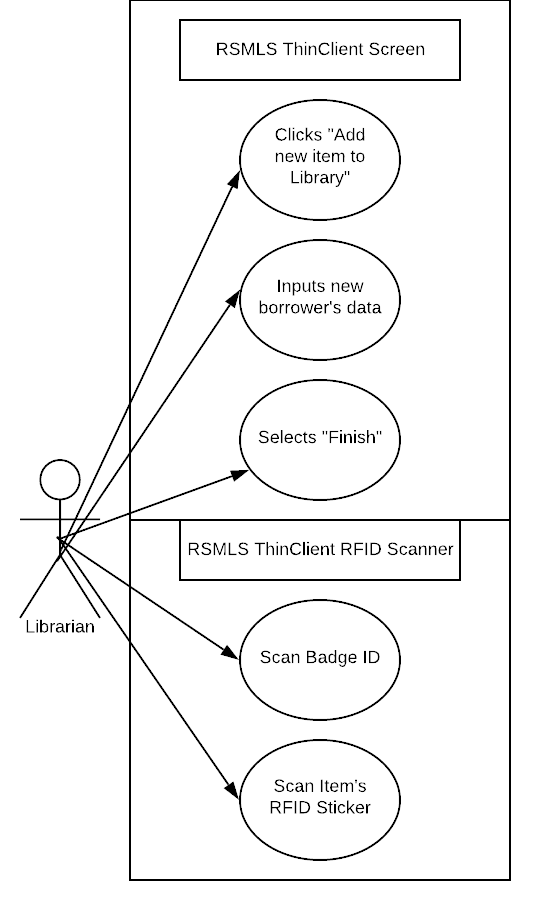 RSMLS ThinClient Screen
Clicks "Add
new item to
Library"
Inputs new
borrower's data
Selects "Finish"
RSMLS ThinClient RFID Scanner
Librarian
Scan Badge ID
Scan Item’s
RFID Sticker